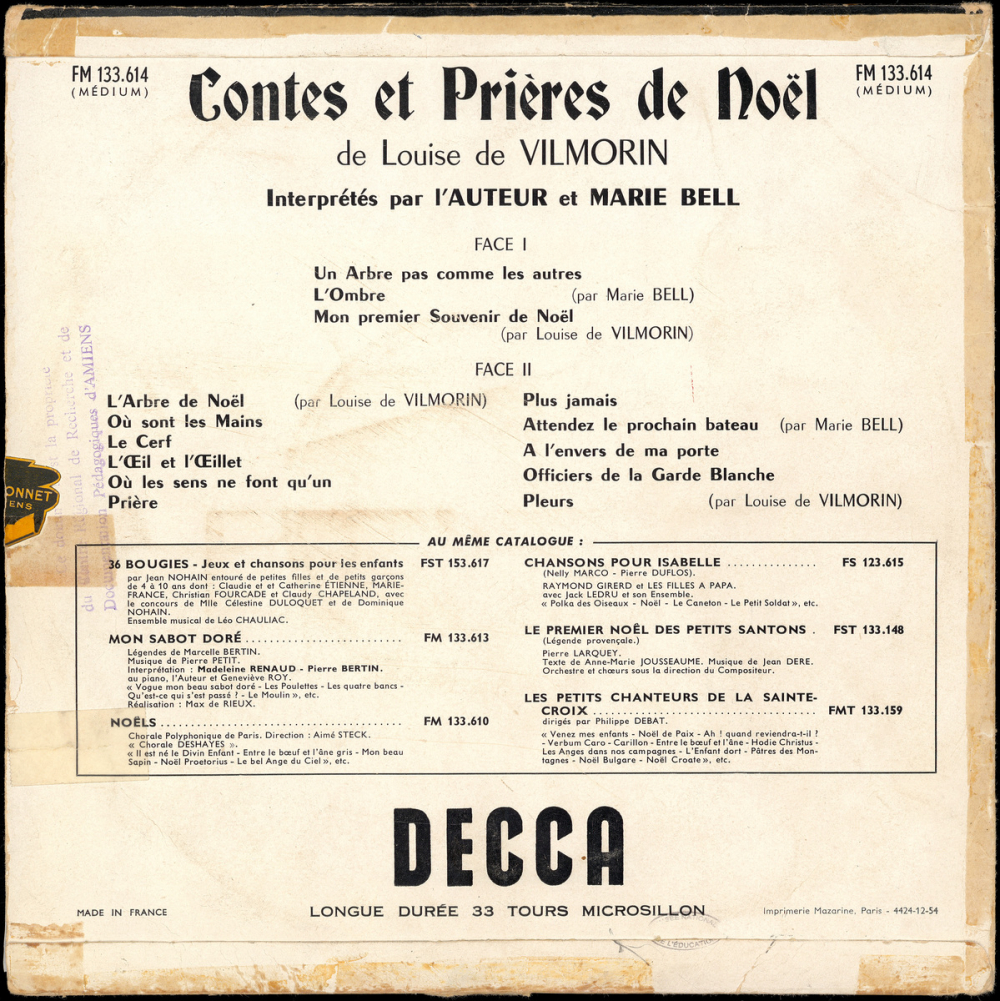 FM 133.614
(MÉDIUM)
Contes et Prières de Noël
FM 133.614
(MÉDIUM)
de Louise de VILMORIN
Interprétés par l'AUTEUR et MARIE BELL
FACE I
Un Arbre pas comme les autres
L'Ombre (par Marie BELL)
Mon premier Souvenir de Noël
(par Louise de VILMORIN)
FACE II
L'Arbre de Noël (par Louise de VILMORIN)
Où sont les Mains
Le Cerf
L'Œil et l'Œillet
Où les sens ne font qu'un
Prière
Plus jamais
Attendez le prochain bateau (par Marie BELL)
A l'envers de ma porte
Officiers de la Garde Blanche
Pleurs (par Louise de VILMORIN)
est la propriété
du Régional de Recherche et de
Documentation Pédagogiques d'AMIENS
ONNET
ENS
AU MÊME CATALOGUE :
36 BOUGIES - Jeux et chansons pour les enfants FST 153.617
par Jean NOHAIN entouré de petites filles et de petits garçons
de 4 à 10 ans dont : Claudie et et Catherine ÉTIENNE, MARIE-
FRANCE, Christian FOURCADE et Claudy CHAPELAND, avec
le concours de Mlle Célestine DULOQUET et de Dominique
NOHAIN.
Ensemble musical de Léo CHAULIAC.
MON SABOT DORÉ ........................ FM 133.613
Légendes de Marcelle BERTIN.
Musique de Pierre PETIT.
Interprétation : Madeleine RENAUD - Pierre BERTIN.
au piano, l'Auteur et Geneviève ROY.
« Vogue mon beau sabot doré - Les Poulettes - Les quatre bancs -
Qu'est-ce qui s'est passé ? - Le Moulin », etc.
Réalisation : Max de RIEUX.
NOËLS ........................ FM 133.610
Chorale Polyphonique de Paris. Direction : Aimé STECK.
« Chorale DESHAYES ».
« Il est né le Divin Enfant - Entre le bœuf et l'âne gris - Mon beau
Sapin - Noël Proetorius - Le bel Ange du Ciel », etc.
CHANSONS POUR ISABELLE ............... FS 123.615
(Nelly MARCO - Pierre DUFLOS).
RAYMOND GIRERD et LES FILLES A PAPA.
avec Jack LEDRU et son Ensemble.
« Polka des Oiseaux - Noël - Le Caneton - Le Petit Soldat », etc.
LE PREMIER NOËL DES PETITS SANTONS . FST 133.148
(Légende provençale.)
Pierre LARQUEY.
Texte de Anne-Marie JOUSSEAUME. Musique de Jean DERE.
Orchestre et chœurs sous la direction du Compositeur.
LES PETITS CHANTEURS DE LA SAINTE-
CROIX ........................ FMT 133.159
dirigés par Philippe DEBAT.
« Venez mes enfants - Noël de Paix - Ah ! quand reviendra-t-il ?
- Verbum Caro - Carillon - Entre le bœuf et l'âne - Hodie Christus -
Les Anges dans nos campagnes - L'Enfant dort - Pâtres des Mon-
tagnes - Noël Bulgare - Noël Croate », etc.
DECCA
MADE IN FRANCE
LONGUE DURÉE 33 TOURS MICROSILLON
Imprimerie Mazarine, Paris - 4424-12-54
DE L'ÉDUCATION